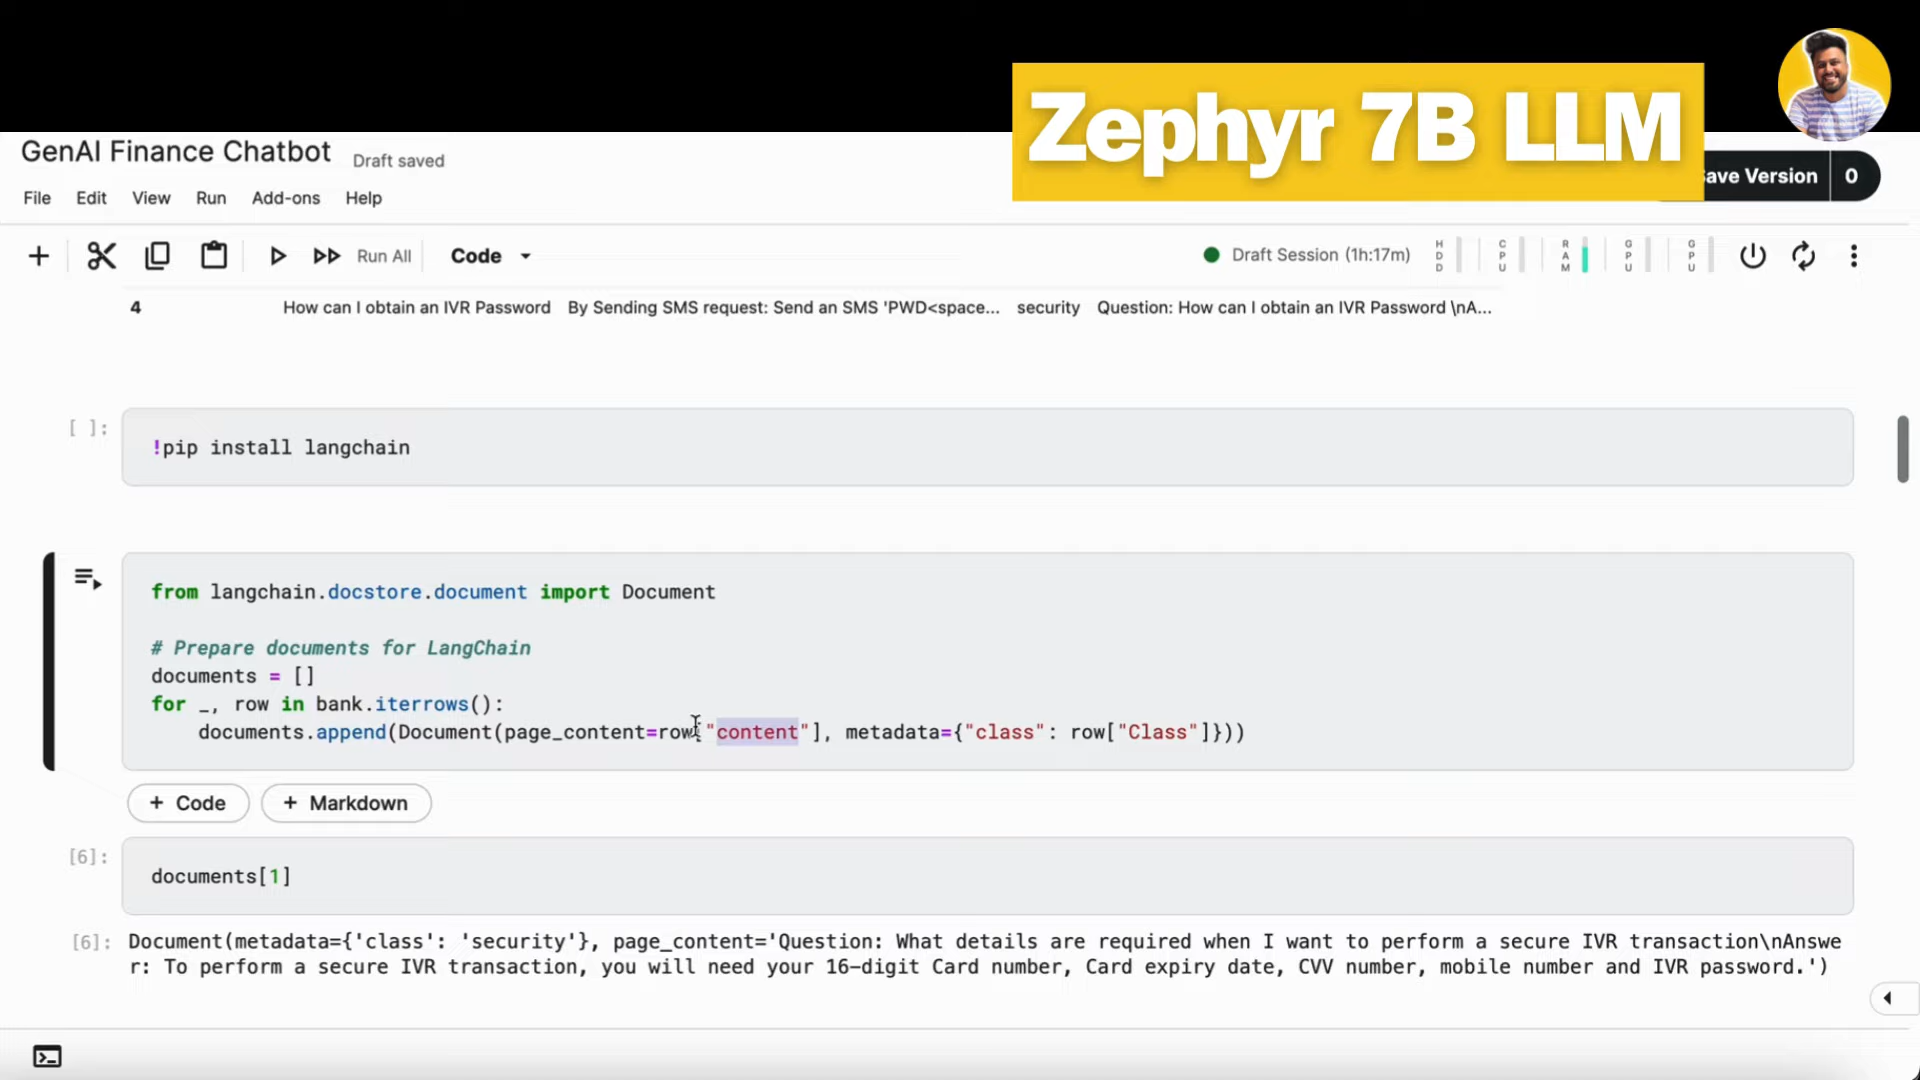 Zephyr 7B LLM
GenAI Finance Chatbot Draft saved
ave Version 0
File Edit View Run Add-ons Help
Run All Code Draft Session (1h:17m) HDD CPU RAM GPU GPU
4 How can I obtain an IVR Password By Sending SMS request: Send an SMS 'PWD<space... security Question: How can I obtain an IVR Password \nA...
[ ]:
!pip install langchain
from langchain.docstore.document import Document
# Prepare documents for LangChain
documents = []
for _, row in bank.iterrows():
    documents.append(Document(page_content=row["content"], metadata={"class": row["Class"]}))
+ Code + Markdown
[6]:
documents[1]
[6]: Document(metadata={'class': 'security'}, page_content='Question: What details are required when I want to perform a secure IVR transaction\nAnswe
r: To perform a secure IVR transaction, you will need your 16-digit Card number, Card expiry date, CVV number, mobile number and IVR password.')